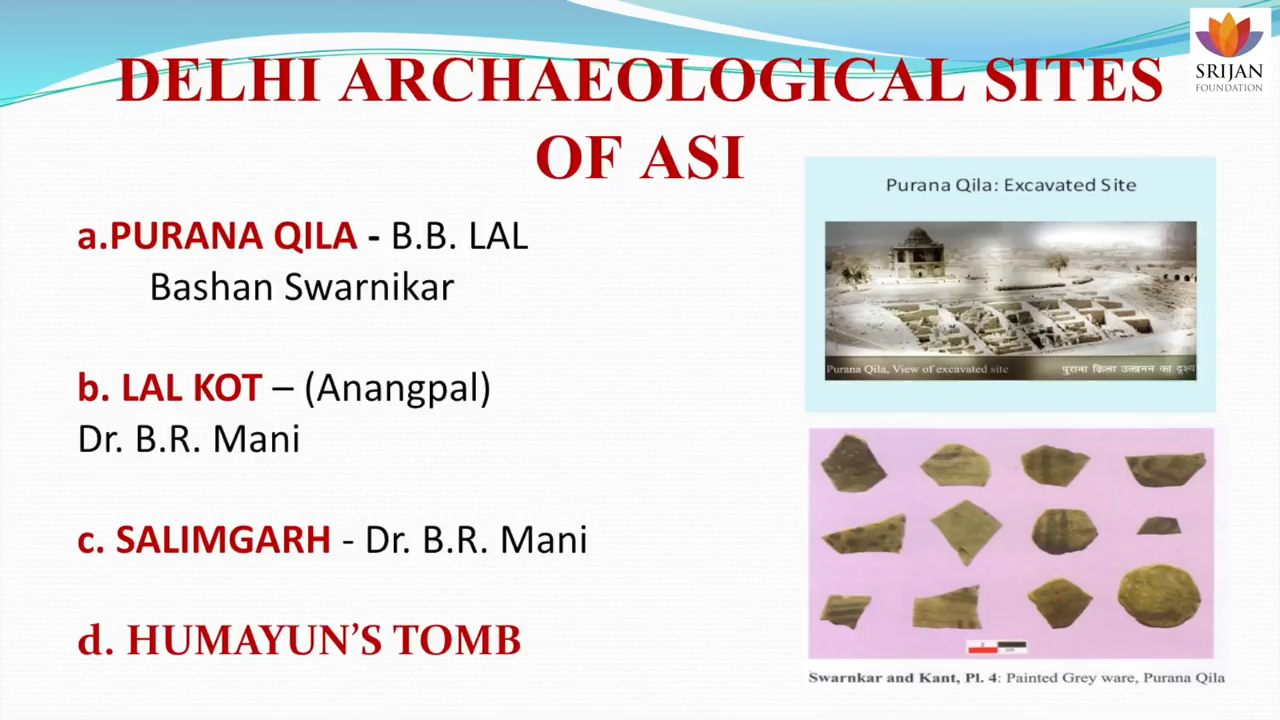 SRIJAN
FOUNDATION
DELHI ARCHAEOLOGICAL SITES
OF ASI
a.PURANA QILA - B.B. LAL
Bashan Swarnikar
b. LAL KOT – (Anangpal)
Dr. B.R. Mani
c. SALIMGARH - Dr. B.R. Mani
d. HUMAYUN’S TOMB
Purana Qila: Excavated Site
Purana Qila, View of excavated site
पुराना क़िला उत्खनन का दृश्य
Swarnkar and Kant, Pl. 4: Painted Grey ware, Purana Qila